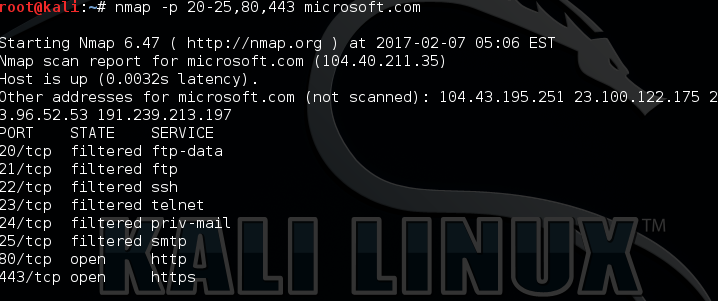 root@kali:~# nmap -p 20-25,80,443 microsoft.com
Starting Nmap 6.47 ( http://nmap.org ) at 2017-02-07 05:06 EST
Nmap scan report for microsoft.com (104.40.211.35)
Host is up (0.0032s latency).
Other addresses for microsoft.com (not scanned): 104.43.195.251 23.100.122.175 2
3.96.52.53 191.239.213.197
PORT    STATE    SERVICE
20/tcp  filtered ftp-data
21/tcp  filtered ftp
22/tcp  filtered ssh
23/tcp  filtered telnet
24/tcp  filtered priv-mail
25/tcp  filtered smtp
80/tcp  open     http
443/tcp open     https
KALI LINUX™